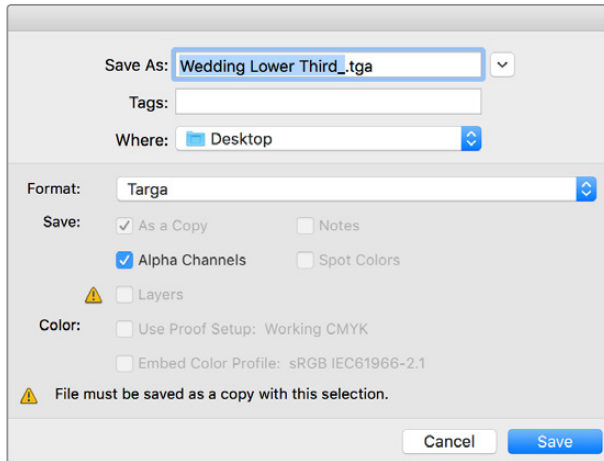 Save As: Wedding Lower Third_.tga
Tags:
Where: Desktop
Format: Targa
Save: As a Copy Notes
Alpha Channels Spot Colors
Layers
Color: Use Proof Setup: Working CMYK
Embed Color Profile: sRGB IEC61966-2.1
File must be saved as a copy with this selection.
Cancel Save